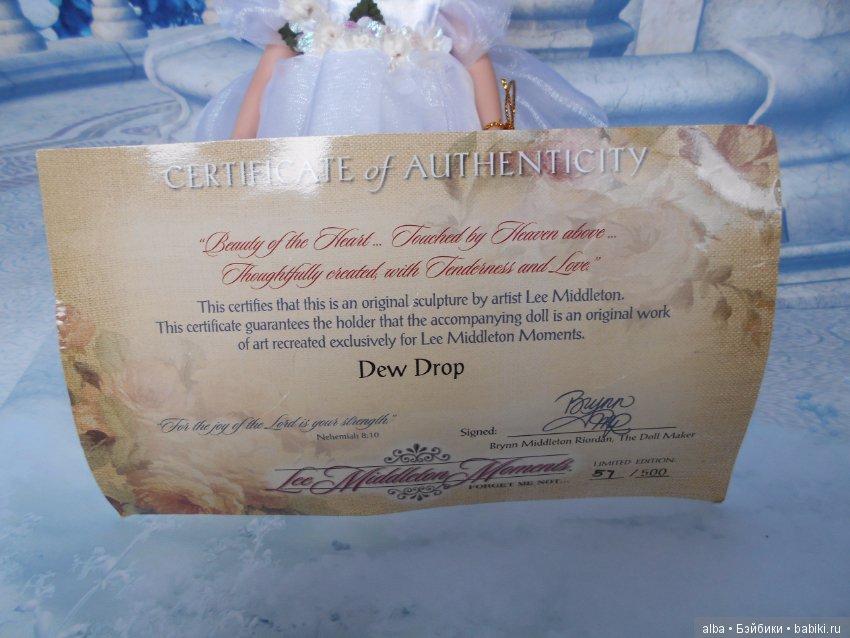 CERTIFICATE of AUTHENTICITY
"Beauty of the Heart ... Touched by Heaven above ...
Thoughtfully created, with Tenderness and Love."
This certifies that this is an original sculpture by artist Lee Middleton.
This certificate guarantees the holder that the accompanying doll is an original work
of art recreated exclusively for Lee Middleton Moments.
Dew Drop
"For the joy of the Lord is your strength."
Nehemiah 8:10
Brynn
Signed:
Brynn Middleton Riordan, The Doll Maker
Lee Middleton Moments.
FORGET ME NOT...
LIMITED EDITION:
57 / 500
alba • Бэйбики • babiki.ru